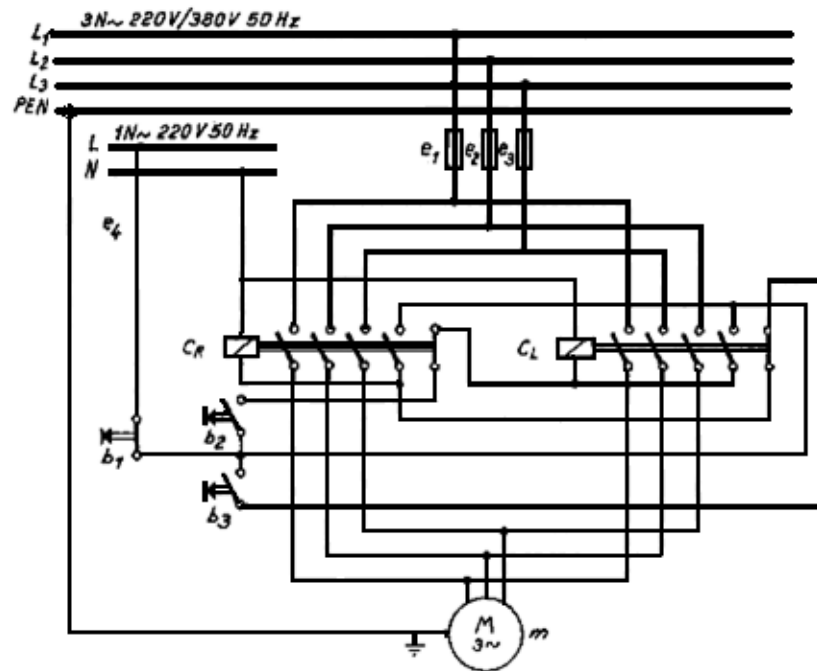 3N~ 220V/380V 50 Hz
L1
L2
L3
PEN
1N~ 220V 50 Hz
L
N
e1 e2 e3
e4
CR
CL
b1
b2
b3
M
3~
m